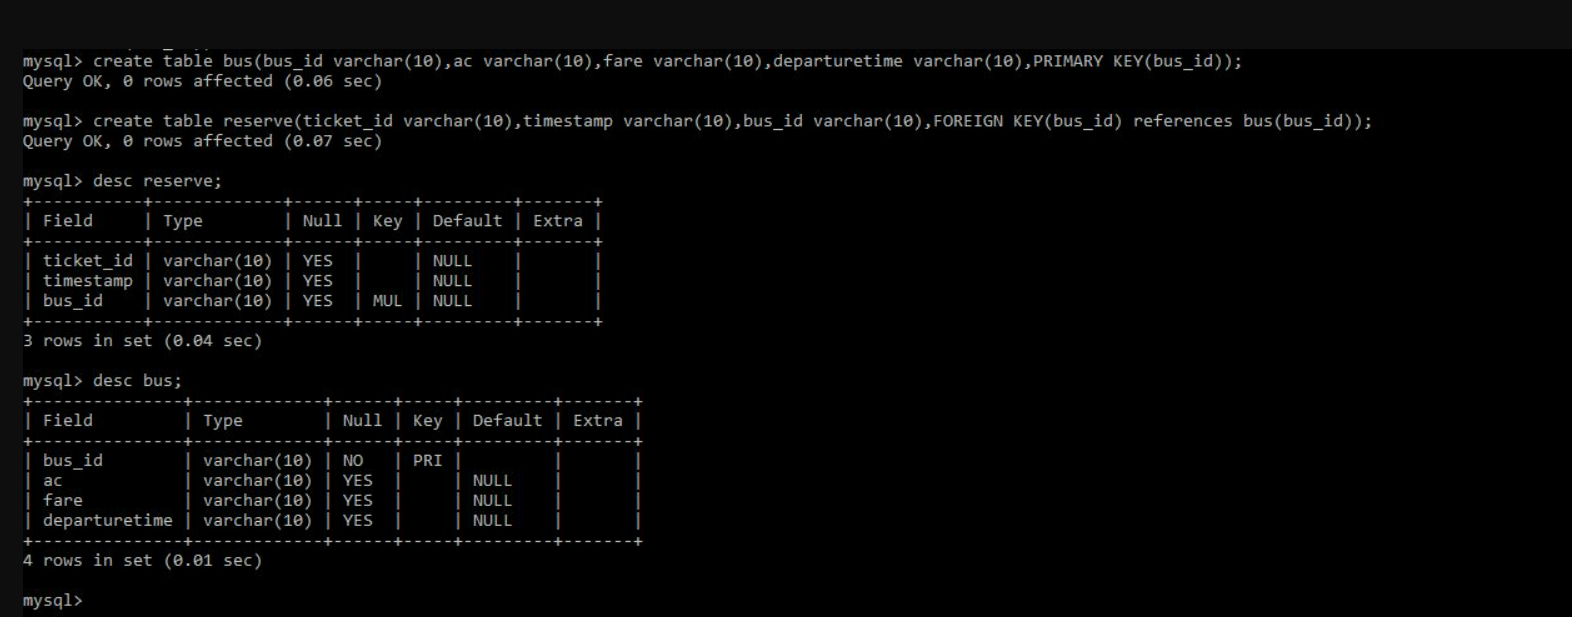 mysql> create table bus(bus_id varchar(10),ac varchar(10),fare varchar(10),departuretime varchar(10),PRIMARY KEY(bus_id));
Query OK, 0 rows affected (0.06 sec)
mysql> create table reserve(ticket_id varchar(10),timestamp varchar(10),bus_id varchar(10),FOREIGN KEY(bus_id) references bus(bus_id));
Query OK, 0 rows affected (0.07 sec)
mysql> desc reserve;
+-----------+-------------+------+-----+---------+-------+
| Field     | Type        | Null | Key | Default | Extra |
+-----------+-------------+------+-----+---------+-------+
| ticket_id | varchar(10) | YES  |     | NULL    |       |
| timestamp | varchar(10) | YES  |     | NULL    |       |
| bus_id    | varchar(10) | YES  | MUL | NULL    |       |
+-----------+-------------+------+-----+---------+-------+
3 rows in set (0.04 sec)
mysql> desc bus;
+---------------+-------------+------+-----+---------+-------+
| Field         | Type        | Null | Key | Default | Extra |
+---------------+-------------+------+-----+---------+-------+
| bus_id        | varchar(10) | NO   | PRI |         |       |
| ac            | varchar(10) | YES  |     | NULL    |       |
| fare          | varchar(10) | YES  |     | NULL    |       |
| departuretime | varchar(10) | YES  |     | NULL    |       |
+---------------+-------------+------+-----+---------+-------+
4 rows in set (0.01 sec)
mysql>